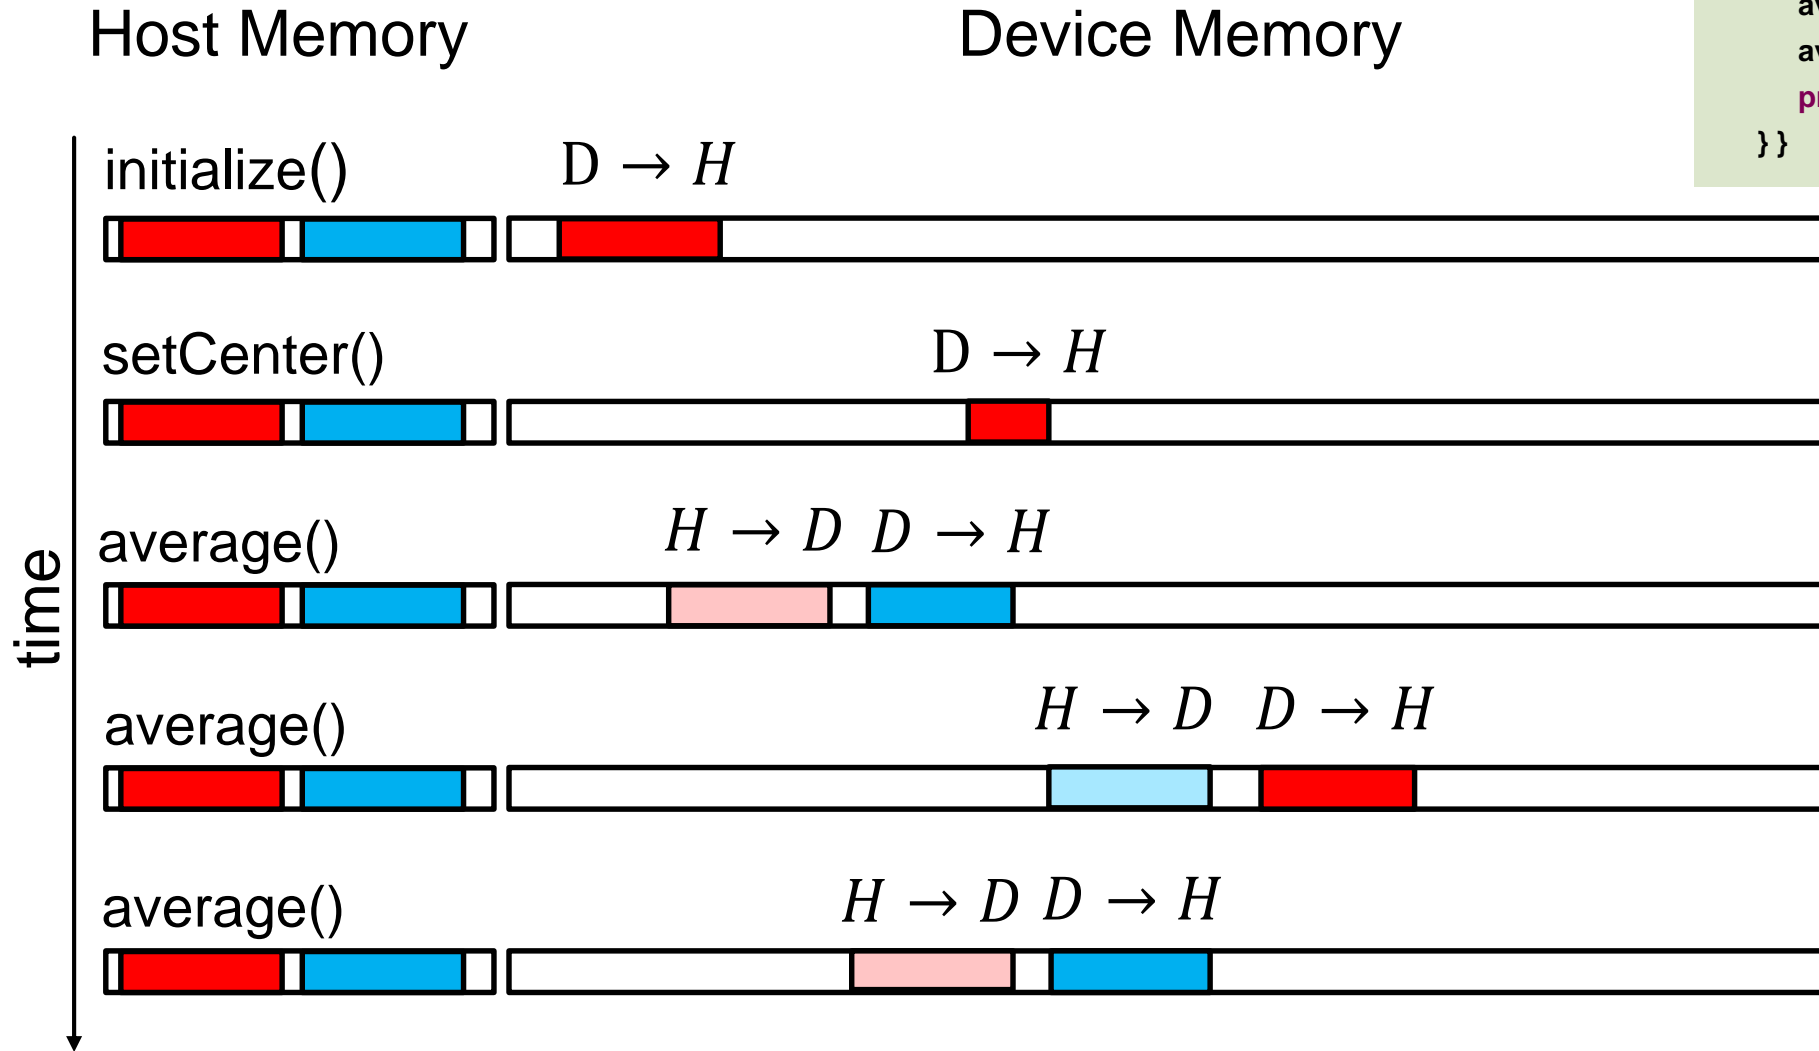 Host Memory
Device Memory
} }
initialize()
D → H
setCenter()
D → H
average()
H → D D → H
time
average()
H → D D → H
average()
H → D D → H